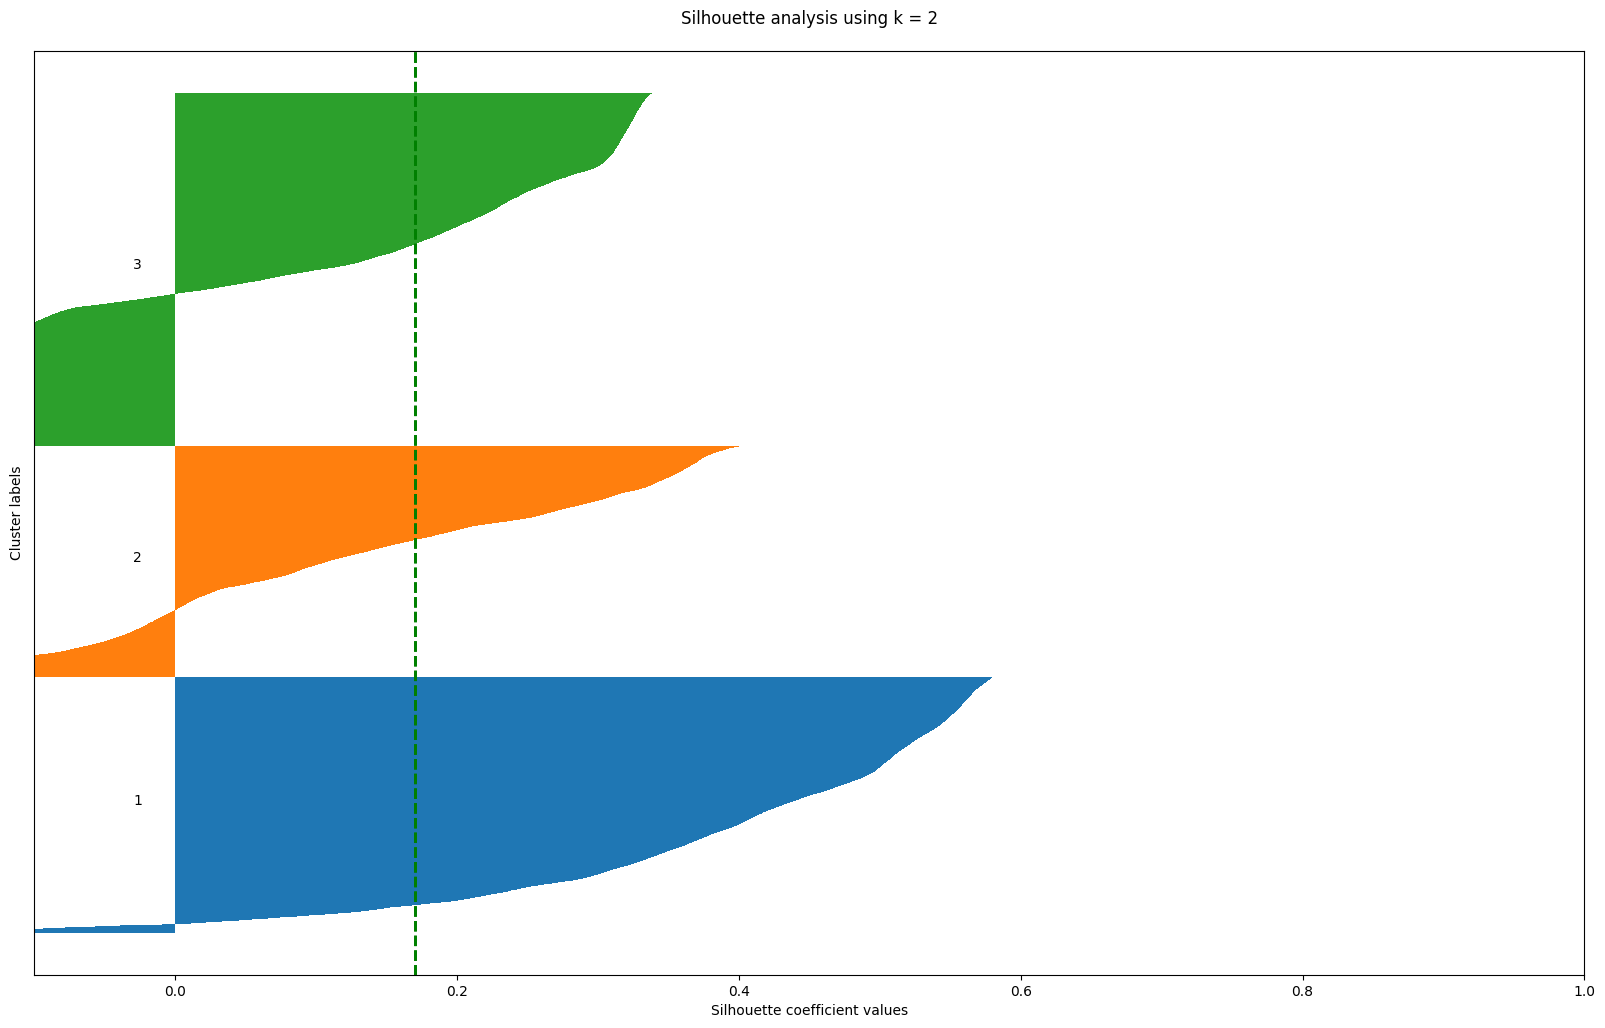 Silhouette analysis using k = 2
3
2
1
Cluster labels
0.0 0.2 0.4 0.6 0.8 1.0
Silhouette coefficient values